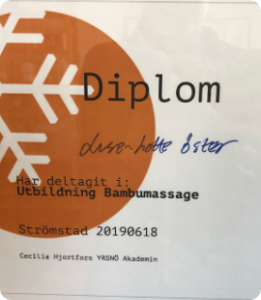 Diplom
Lise-Lotte Öster
Har deltagit i:
Utbildning Bambumassage
Strömstad 20190618
Cecilia Hjortfors YRSNÖ Akademin